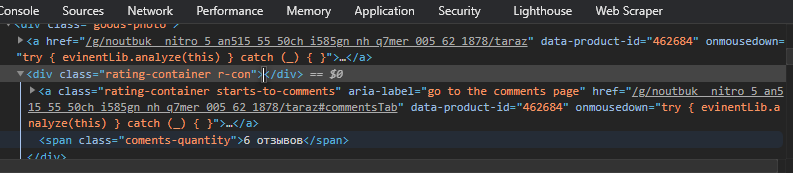 Console Sources Network Performance Memory Application Security Lighthouse Web Scraper
<div class="goods-photo">
▶<a href="/g/noutbuk_nitro_5_an515_55_50ch_i585gn_nh_q7mer_005_62_1878/taraz" data-product-id="462684" onmousedown=
"try { evinentLib.analyze(this) } catch (_) { }">…</a>
▼<div class="rating-container r-con"></div> == $0
▶<a class="rating-container starts-to-comments" aria-label="go to the comments page" href="/g/noutbuk_nitro_5_an5
15_55_50ch_i585gn_nh_q7mer_005_62_1878/taraz#commentsTab" data-product-id="462684" onmousedown="try { evinentLib.a
nalyze(this) } catch (_) { }">…</a>
<span class="coments-quantity">6 отзывов</span>
</div>